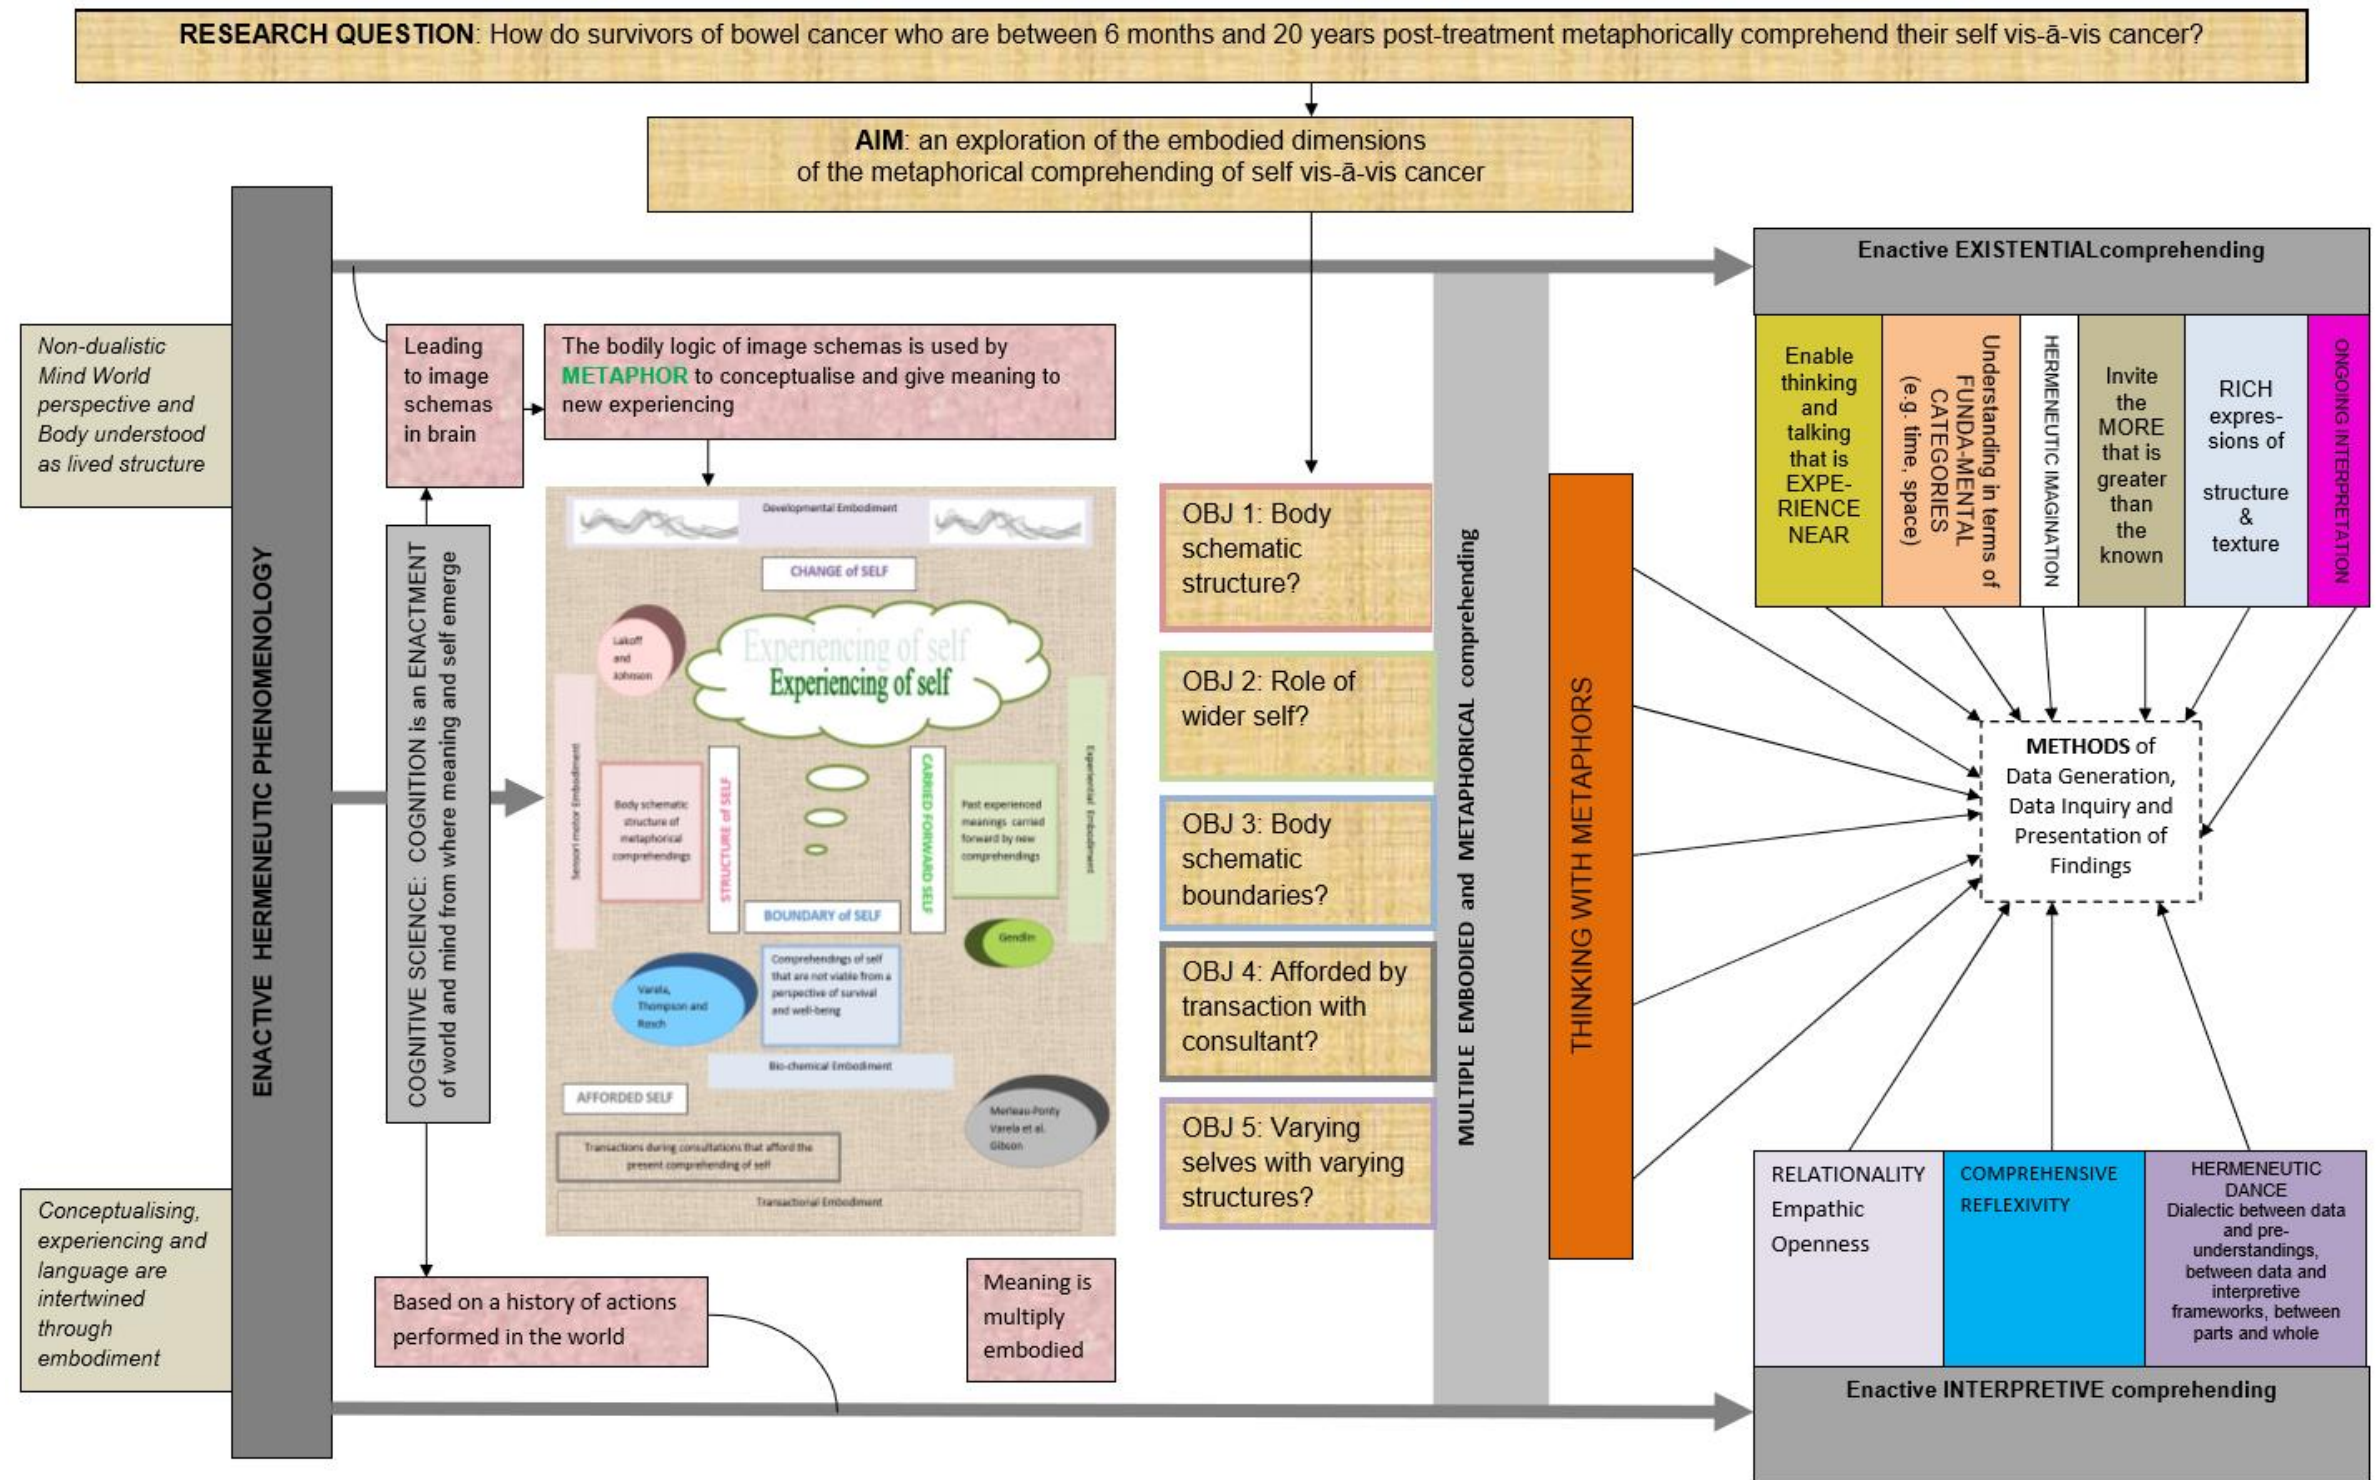 RESEARCH QUESTION: How do survivors of bowel cancer who are between 6 months and 20 years post-treatment metaphorically comprehend their self vis-ā-vis cancer?
AIM: an exploration of the embodied dimensions
of the metaphorical comprehending of self vis-ā-vis cancer
ENACTIVE HERMENEUTIC PHENOMENOLOGY
Non-dualistic
Mind World
perspective and
Body understood
as lived structure
Conceptualising,
experiencing and
language are
intertwined
through
embodiment
Leading
to image
schemas
in brain
The bodily logic of image schemas is used by
METAPHOR to conceptualise and give meaning to
new experiencing
COGNITIVE SCIENCE: COGNITION is an ENACTMENT
of world and mind from where meaning and self emerge
Based on a history of actions
performed in the world
Meaning is
multiply
embodied
Developmental Embodiment
CHANGE of SELF
Lakoff
and
Johnson
Experiencing of self
Experiencing of self
Sensori motor Embodiment
Body schematic
structure of
metaphorical
comprehendings
STRUCTURE of SELF
CARRIED FORWARD SELF
Past experienced
meanings carried
forward by new
comprehendings
Experiential Embodiment
BOUNDARY of SELF
Gendlin
Varela,
Thompson and
Rosch
Comprehendings of self
that are not viable from a
perspective of survival
and well-being
Bio-chemical Embodiment
AFFORDED SELF
Merleau-Ponty
Varela et al.
Gibson
Transactions during consultations that afford the
present comprehending of self
Transactional Embodiment
OBJ 1: Body
schematic
structure?
OBJ 2: Role of
wider self?
OBJ 3: Body
schematic
boundaries?
OBJ 4: Afforded by
transaction with
consultant?
OBJ 5: Varying
selves with varying
structures?
MULTIPLE EMBODIED and METAPHORICAL comprehending
THINKING WITH METAPHORS
Enactive EXISTENTIALcomprehending
Enable
thinking
and
talking
that is
EXPE-
RIENCE
NEAR
Understanding in terms of
FUNDA-MENTAL
CATEGORIES
(e.g. time, space)
HERMENEUTIC IMAGINATION
Invite
the
MORE
that is
greater
than
the
known
RICH
expres-
sions of
structure
&
texture
ONGOING INTERPRETATION
METHODS of
Data Generation,
Data Inquiry and
Presentation of
Findings
RELATIONALITY
Empathic
Openness
COMPREHENSIVE
REFLEXIVITY
HERMENEUTIC
DANCE
Dialectic between data
and pre-
understandings,
between data and
interpretive
frameworks, between
parts and whole
Enactive INTERPRETIVE comprehending